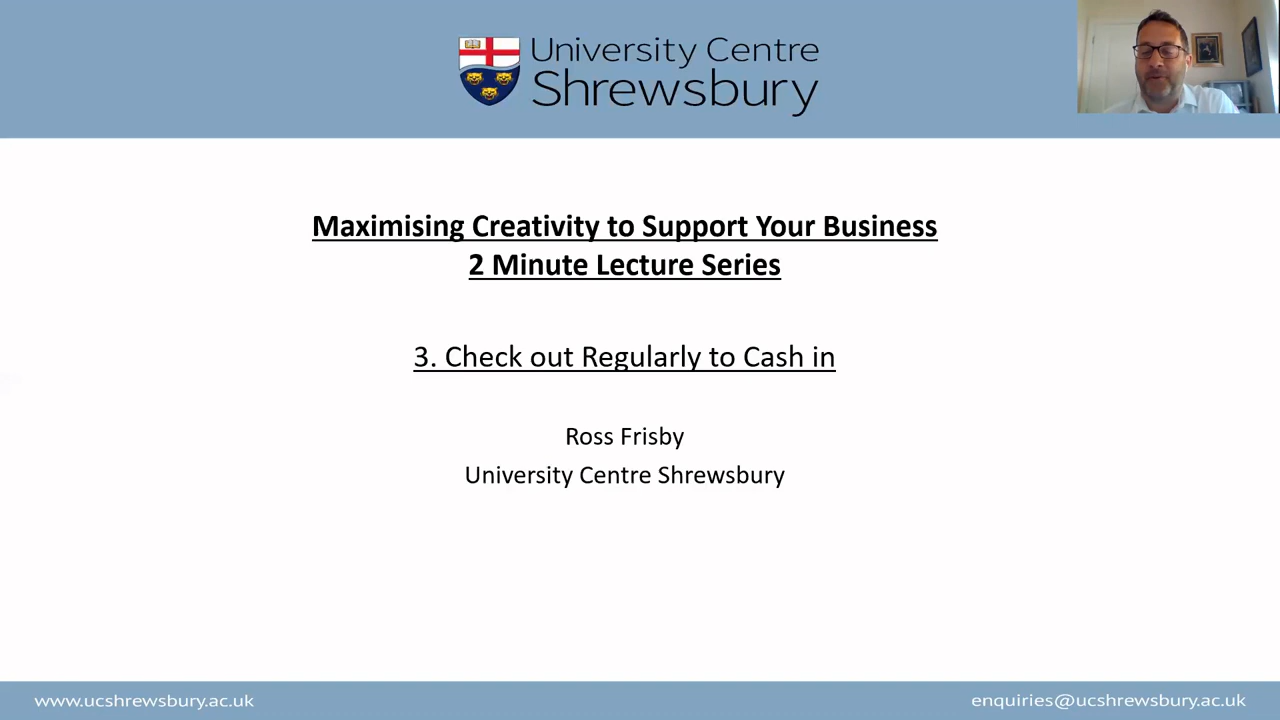 University Centre
Shrewsbury
Maximising Creativity to Support Your Business
2 Minute Lecture Series
3. Check out Regularly to Cash in
Ross Frisby
University Centre Shrewsbury
www.ucshrewsbury.ac.uk
enquiries@ucshrewsbury.ac.uk